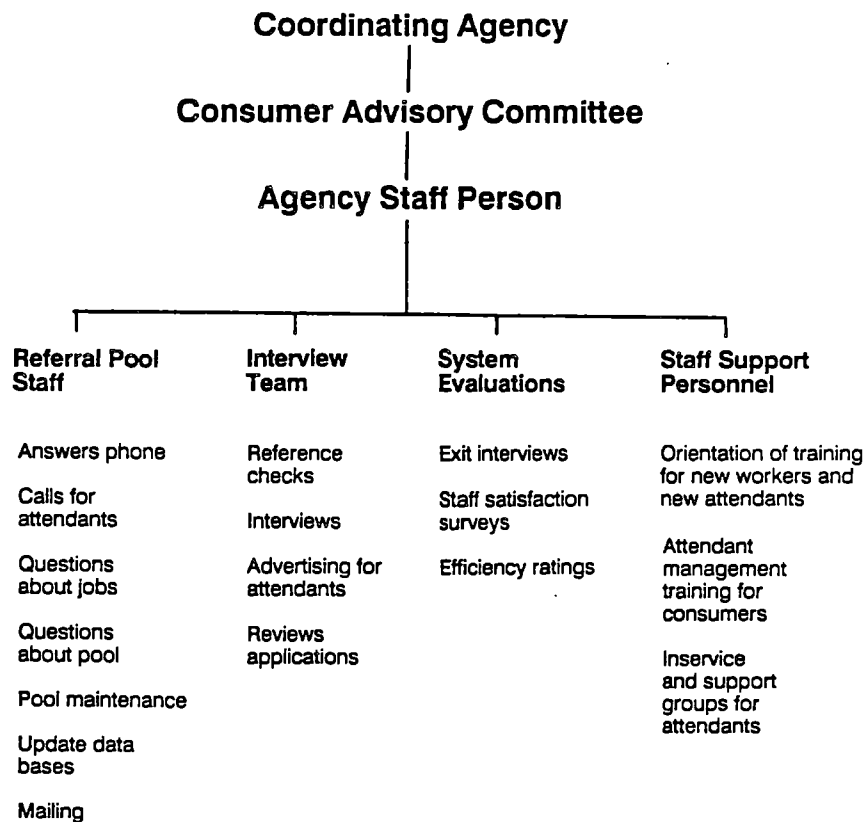 Coordinating Agency
Consumer Advisory Committee
Agency Staff Person
Referral Pool
Staff
Answers phone
Calls for
attendants
Questions
about jobs
Questions
about pool
Pool maintenance
Update data
bases
Mailing
Interview
Team
Reference
checks
Interviews
Advertising for
attendants
Reviews
applications
System
Evaluations
Exit interviews
Staff satisfaction
surveys
Efficiency ratings
Staff Support
Personnel
Orientation of training
for new workers and
new attendants
Attendant
management
training for
consumers
Inservice
and support
groups for
attendants